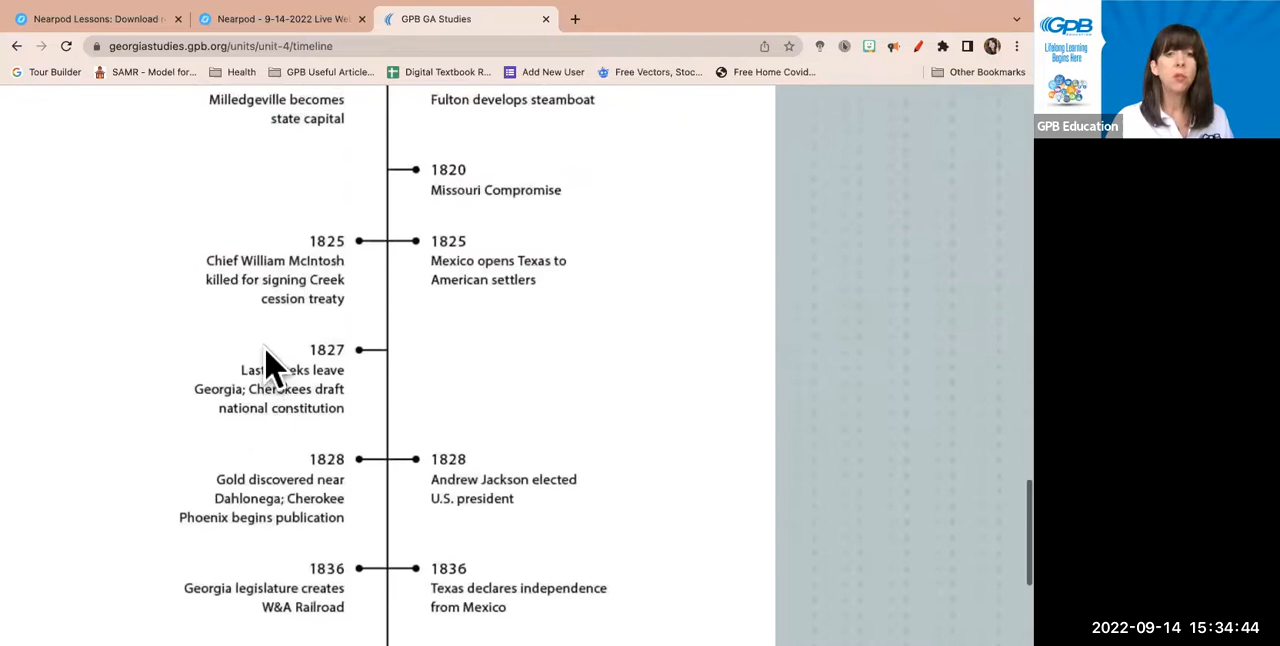 Nearpod Lessons: Download r
Nearpod - 9-14-2022 Live We
GPB GA Studies
georgiastudies.gpb.org/units/unit-4/timeline
Tour Builder
SAMR - Model for...
Health
GPB Useful Article...
Digital Textbook R...
Add New User
Free Vectors, Stoc...
Free Home Covid...
Other Bookmarks
GPB
EDUCATION
Lifelong Learning
Begins Here
GPB Education
Milledgeville becomes
state capital
Fulton develops steamboat
1820
Missouri Compromise
1825
Chief William McIntosh
killed for signing Creek
cession treaty
1825
Mexico opens Texas to
American settlers
1827
leave
Georgia; Cherokees draft
national constitution
1828
Gold discovered near
Dahlonega; Cherokee
Phoenix begins publication
1828
Andrew Jackson elected
U.S. president
1836
Georgia legislature creates
W&A Railroad
1836
Texas declares independence
from Mexico
2022-09-14 15:34:44